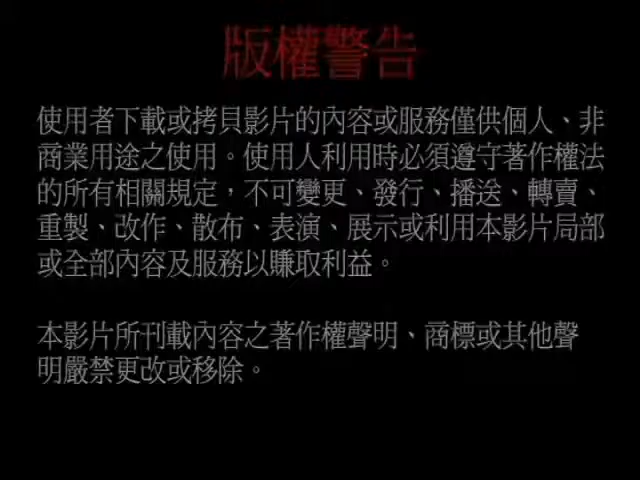 版權警告
使用者下載或拷貝影片的內容或服務僅供個人、非
商業用途之使用。使用人利用時必須遵守著作權法
的所有相關規定，不可變更、發行、播送、轉賣、
重製、改作、散布、表演、展示或利用本影片局部
或全部內容及服務以賺取利益。
本影片所刊載內容之著作權聲明、商標或其他聲
明嚴禁更改或移除。